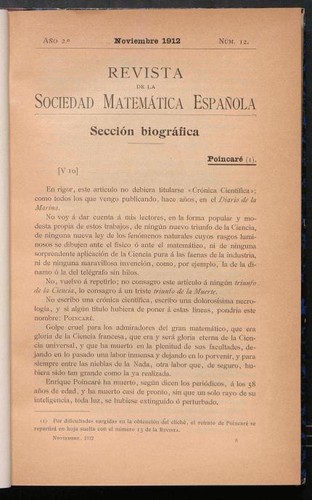 Año 2.º Noviembre 1912 Núm. 12.
REVISTA
DE LA
SOCIEDAD MATEMÁTICA ESPAÑOLA
Sección biográfica
Poincaré (1).
[V 10]
En rigor, este artículo no debiera titularse «Crónica Científica»;
como todos los que vengo publicando, hace años, en el Diario de la
Marina.
No voy á dar cuenta á mis lectores, en la forma popular y mo-
desta propia de estos trabajos, de ningún nuevo triunfo de la Ciencia,
de ninguna nueva ley de los fenómenos naturales cuyos rasgos lumi-
nosos se dibujen ante el físico ó ante el matemático, ni de ninguna
sorprendente aplicación de la Ciencia pura á las faenas de la industria,
ni de ninguna maravillosa invención, como, por ejemplo, la de la di-
namo ó la del telégrafo sin hilos.
No, vuelvo á repetirlo; no consagro este artículo á ningún triunfo
de la Ciencia, lo consagro á un triste triunfo de la Muerte.
No escribo una crónica científica, escribo una dolorosísima necro-
logía, y si algún título hubiera de poner á estas líneas, pondría este
nombre: POINCARÉ.
Golpe cruel para los admiradores del gran matemático, que era
gloria de la Ciencia francesa, que era y será gloria eterna de la Cien-
cia universal, y que ha muerto en la plenitud de sus facultades, de-
jando en lo pasado una labor inmensa y dejando en lo porvenir, y para
siempre entre las nieblas de la Nada, otra labor que, de seguro, hu-
biera sido tan grande como la ya realizada.
Enrique Poincaré ha muerto, según dicen los periódicos, á los 58
años de edad, y ha muerto casi de pronto, sin que un solo rayo de su
inteligencia, toda luz, se hubiese extinguido ó perturbado.
(1) Por dificultades surgidas en la obtención del cliché, el retrato de Poincaré se
repartirá en hoja suelta con el número 13 de la Revista.
Noviembre, 1912